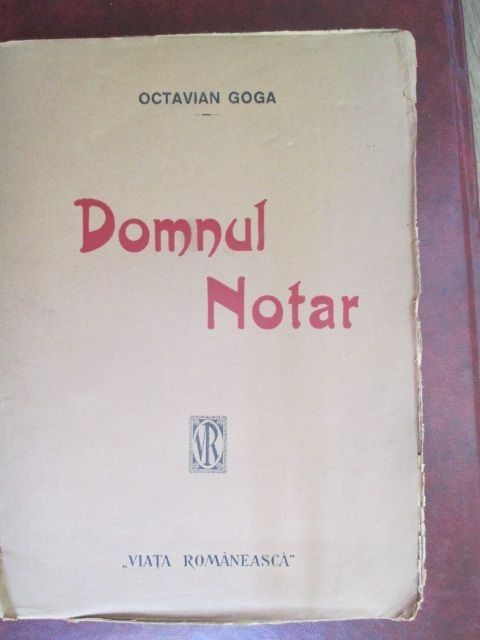 OCTAVIAN GOGA
Domnul
Notar
VR
„VIAȚA ROMÂNEASCĂ"